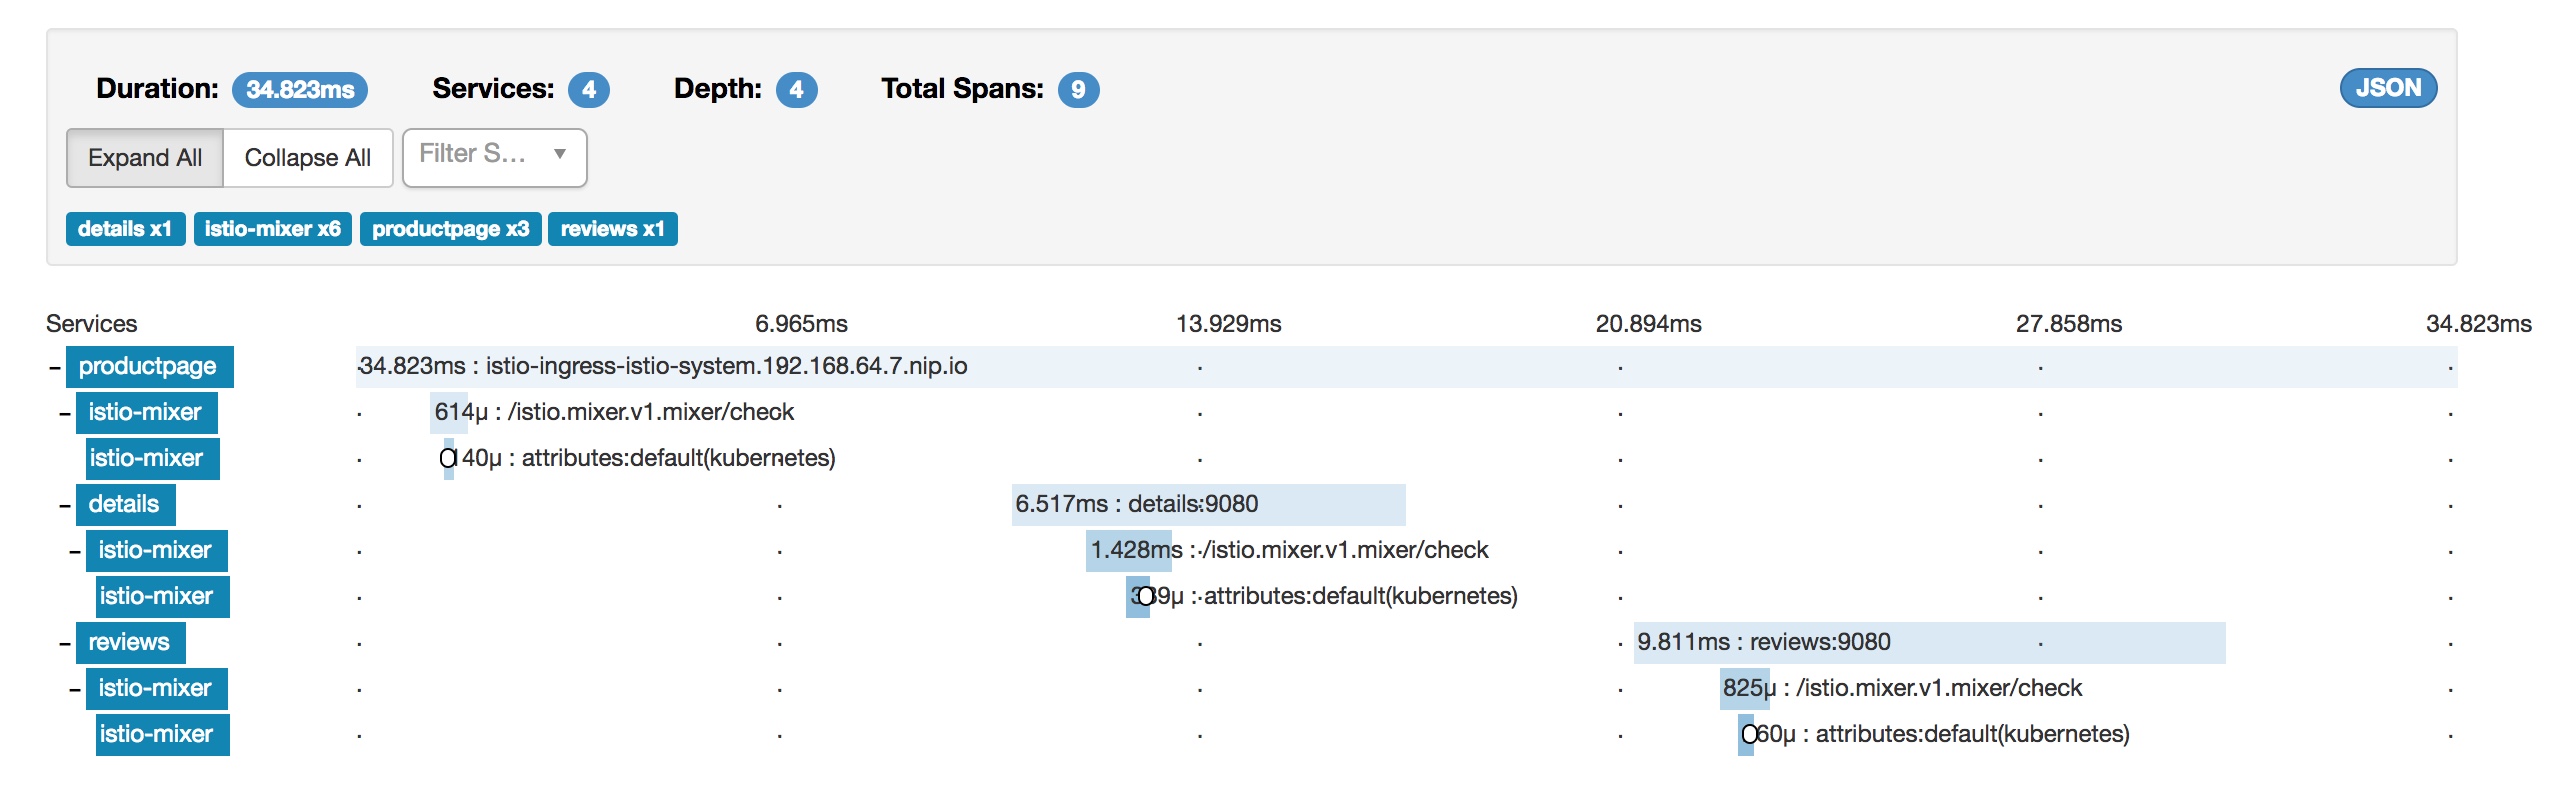 Duration: 34.823ms Services: 4 Depth: 4 Total Spans: 9 JSON
Expand All Collapse All Filter S...
details x1 istio-mixer x6 productpage x3 reviews x1
Services 6.965ms 13.929ms 20.894ms 27.858ms 34.823ms
productpage 34.823ms : istio-ingress-istio-system.192.168.64.7.nip.io
istio-mixer 614μ : /istio.mixer.v1.mixer/check
istio-mixer : attributes:default(kubernetes)
details 6.517ms : details:9080
istio-mixer 1.428ms : /istio.mixer.v1.mixer/check
istio-mixer : attributes:default(kubernetes)
reviews 9.811ms : reviews:9080
istio-mixer 825μ : /istio.mixer.v1.mixer/check
istio-mixer : attributes:default(kubernetes)